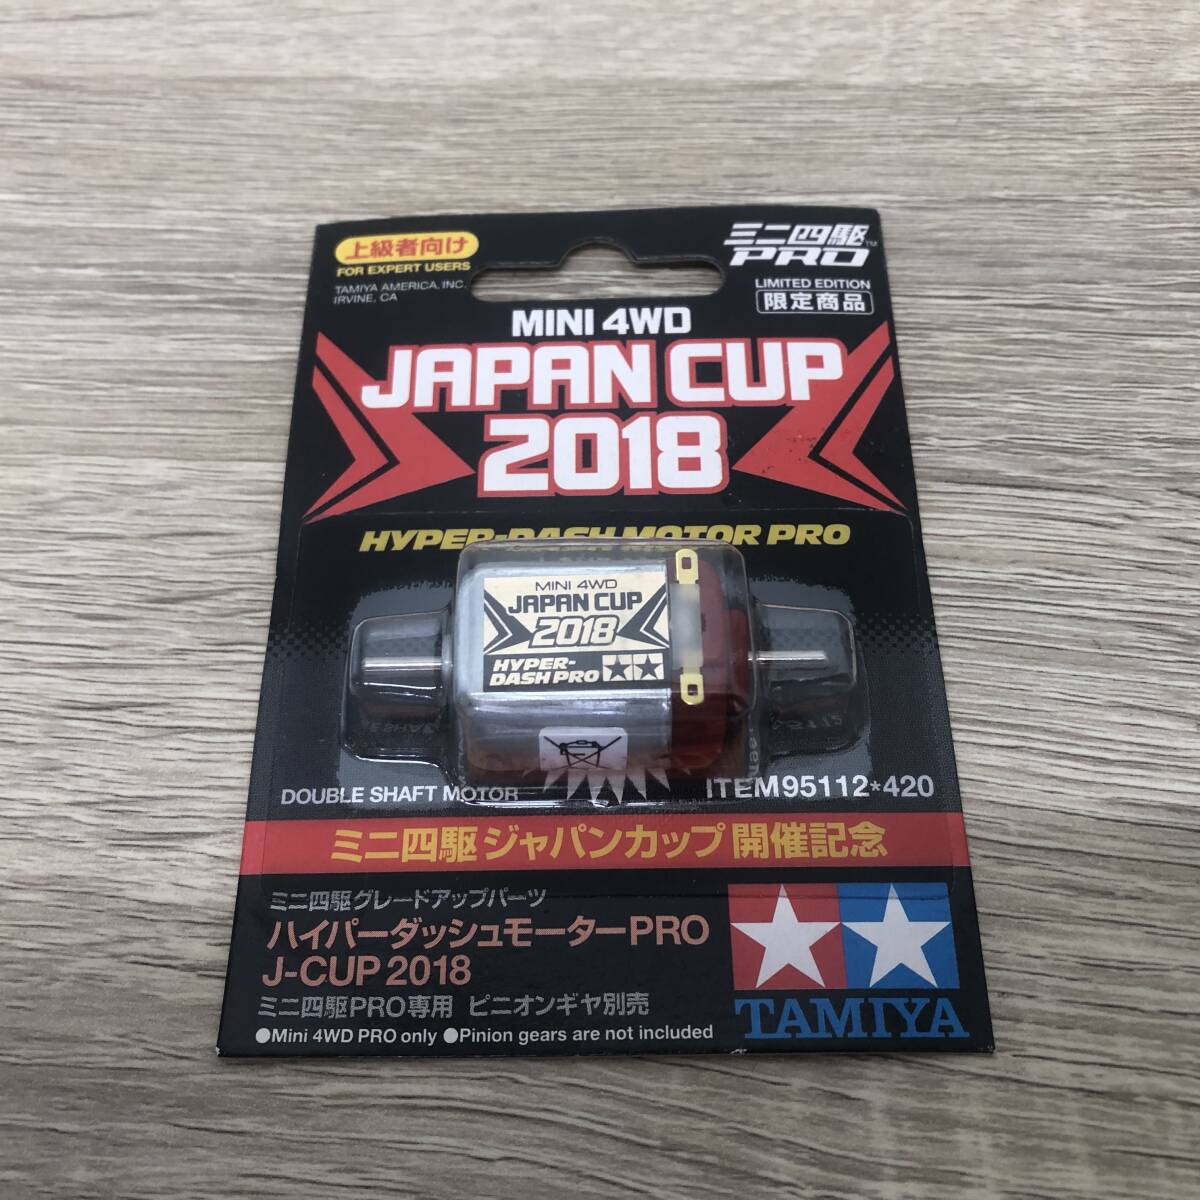 上級者向け
FOR EXPERT USERS
TAMIYA AMERICA, INC.
IRVINE, CA
ミニ四駆™
PRO
LIMITED EDITION
限定商品
MINI 4WD
JAPAN CUP
2018
HYPER-DASH MOTOR PRO
MINI 4WD
JAPAN CUP
2018
HYPER-
DASH PRO
DOUBLE SHAFT MOTOR
ITEM 95112*420
ミニ四駆 ジャパンカップ 開催記念
ミニ四駆グレードアップパーツ
ハイパーダッシュモーターPRO
J-CUP 2018
ミニ四駆PRO専用 ピニオンギヤ別売
●Mini 4WD PRO only ●Pinion gears are not included
TAMIYA